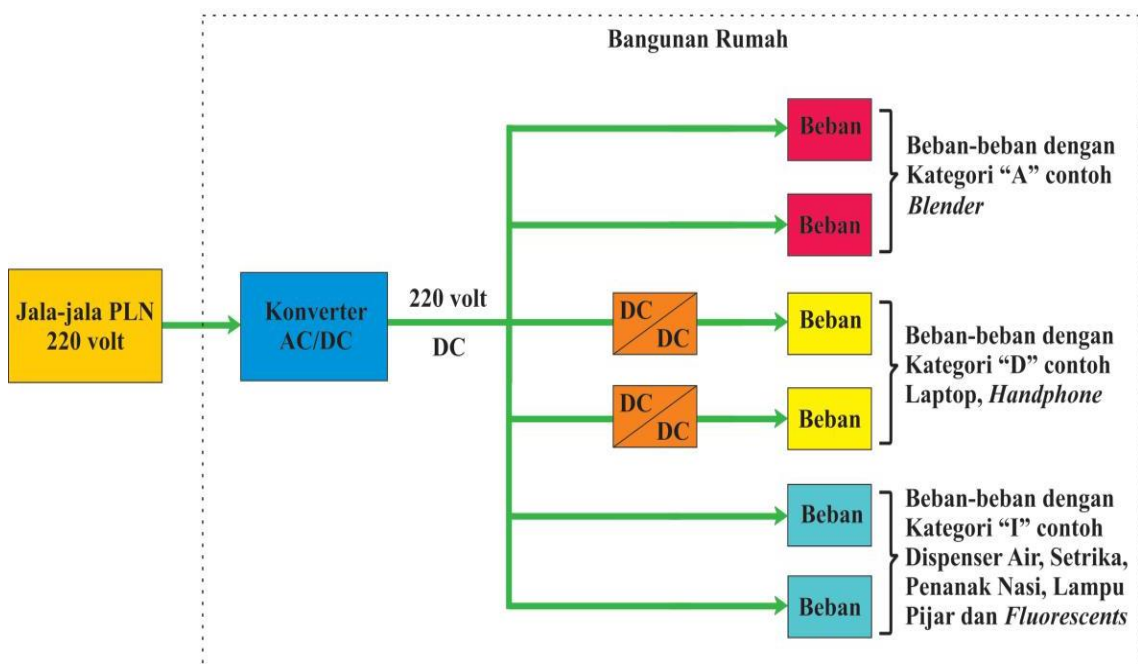 Bangunan Rumah
Jala-jala PLN
220 volt
Konverter
AC/DC
220 volt
DC
Beban
Beban
Beban-beban dengan
Kategori “A” contoh
Blender
DC
DC
Beban
DC
DC
Beban
Beban-beban dengan
Kategori “D” contoh
Laptop, Handphone
Beban
Beban
Beban-beban dengan
Kategori “I” contoh
Dispenser Air, Setrika,
Penanak Nasi, Lampu
Pijar dan Fluorescents